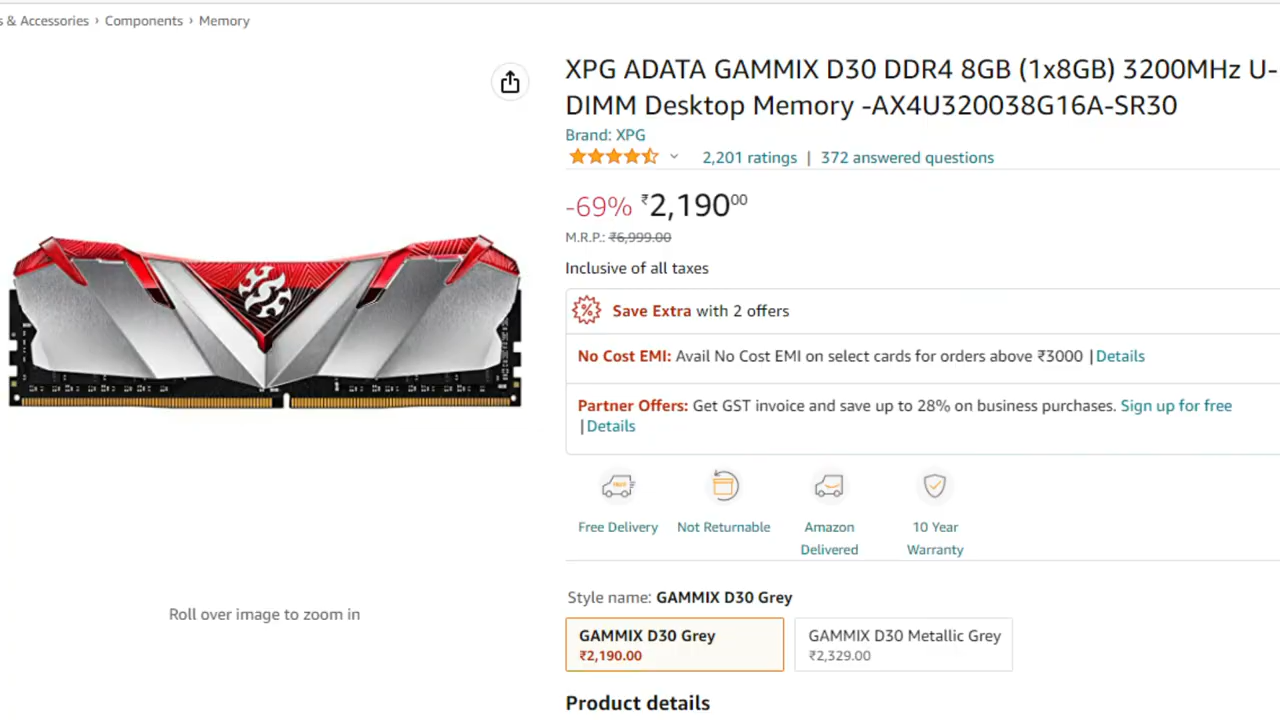 & Accessories › Components › Memory
XPG ADATA GAMMIX D30 DDR4 8GB (1x8GB) 3200MHz U-
DIMM Desktop Memory -AX4U320038G16A-SR30
Brand: XPG
2,201 ratings | 372 answered questions
-69% ₹2,19000
M.R.P.: ₹6,999.00
Inclusive of all taxes
Save Extra with 2 offers
No Cost EMI: Avail No Cost EMI on select cards for orders above ₹3000 |Details
Partner Offers: Get GST invoice and save up to 28% on business purchases. Sign up for free
|Details
Free Delivery
Not Returnable
Amazon
Delivered
10 Year
Warranty
Roll over image to zoom in
Style name: GAMMIX D30 Grey
GAMMIX D30 Grey
₹2,190.00
GAMMIX D30 Metallic Grey
₹2,329.00
Product details